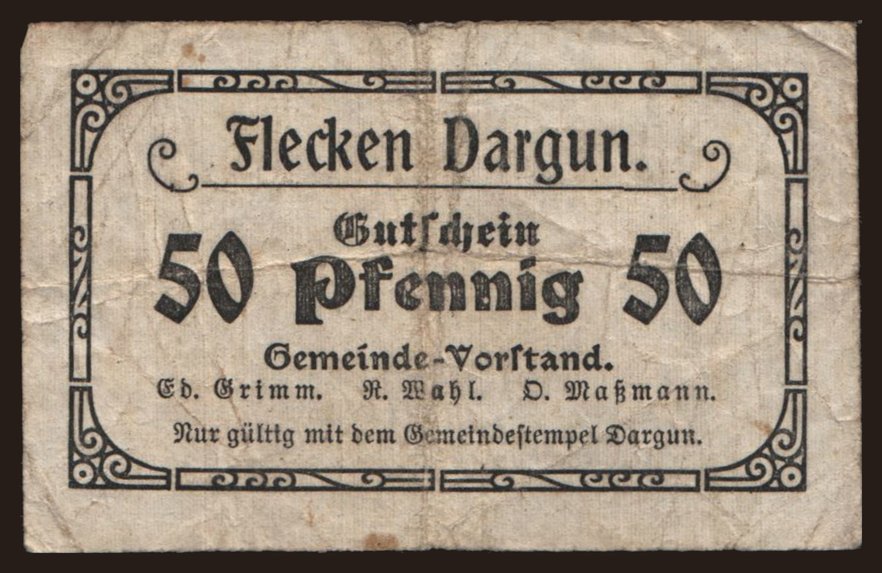 Flecken Dargun.
Gutſchein
50 Pfennig 50
Gemeinde-Vorſtand.
Ed. Grimm. R. Wahl. O. Maßmann.
Nur gültig mit dem Gemeindeſtempel Dargun.